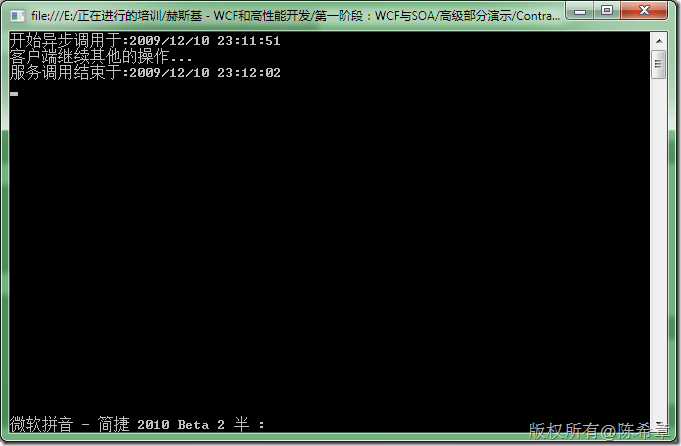 file:///E:/正在进行的培训/赫斯基 - WCF和高性能开发/第一阶段：WCF与SOA/高级部分演示/Contra...
开始异步调用于:2009/12/10 23:11:51
客户端继续其他的操作...
服务调用结束于:2009/12/10 23:12:02
微软拼音 - 简捷 2010 Beta 2 半 :
版权所有@陈希章